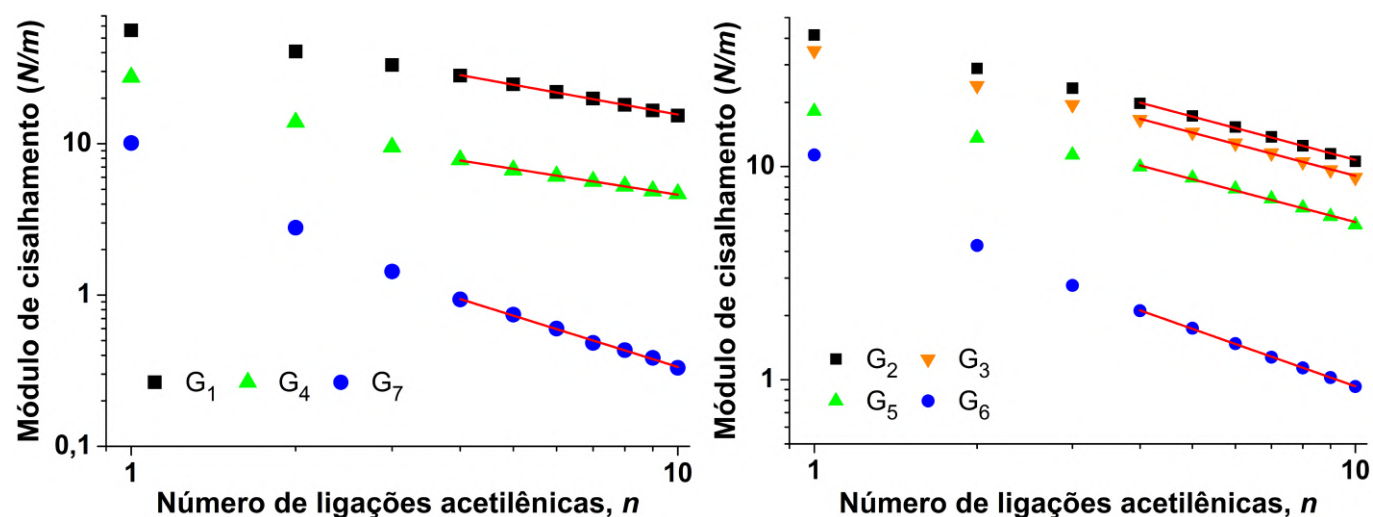 Módulo de cisalhamento (N/m)
10
1
0,1
G1 G4 G7
1 10
Número de ligações acetilênicas, n
Módulo de cisalhamento (N/m)
10
1
G2 G3
G5 G6
1 10
Número de ligações acetilênicas, n